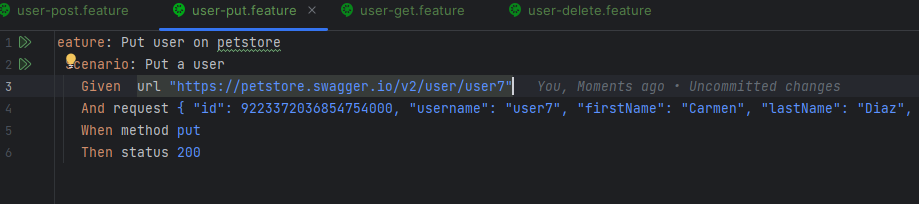 user-post.feature user-put.feature × user-get.feature user-delete.feature
1 eature: Put user on petstore
2 cenario: Put a user
3 Given url "https://petstore.swagger.io/v2/user/user7" You, Moments ago • Uncommitted changes
4 And request { "id": 9223372036854754000, "username": "user7", "firstName": "Carmen", "lastName": "Diaz",
5 When method put
6 Then status 200